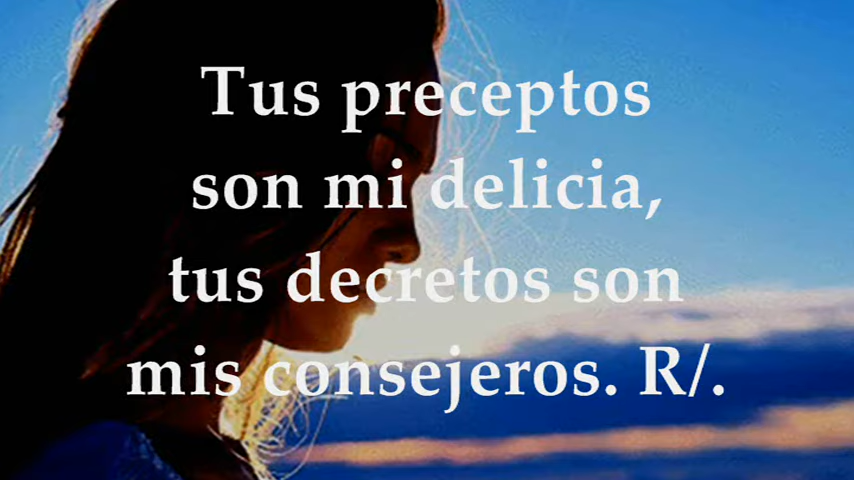 Tus preceptos
son mi delicia,
tus decretos son
mis consejeros. R/.